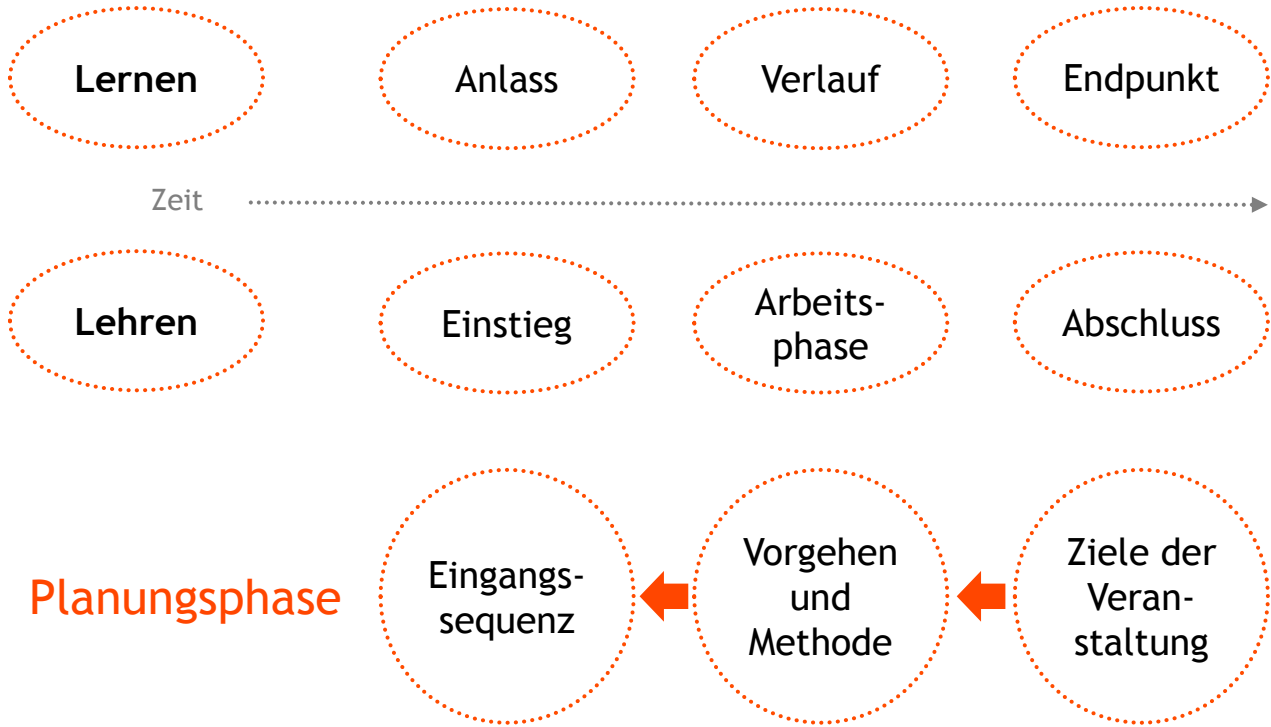 Lernen
Anlass
Verlauf
Endpunkt
Zeit
Lehren
Einstieg
Arbeits-
phase
Abschluss
Planungsphase
Eingangs-
sequenz
Vorgehen
und
Methode
Ziele der
Veran-
staltung